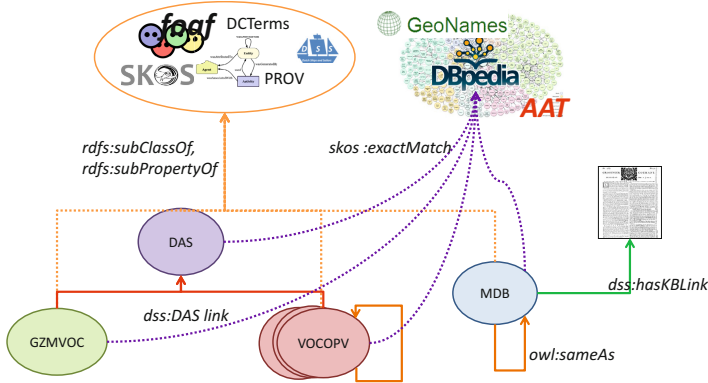 foaf
DCTerms
SKOS
PROV
DSS
GeoNames
DBpedia
AAT
rdfs:subClassOf,
rdfs:subPropertyOf
skos :exactMatch
DAS
dss:DAS link
GZMVOC
VOCOPV
MDB
dss:hasKBLink
owl:sameAs